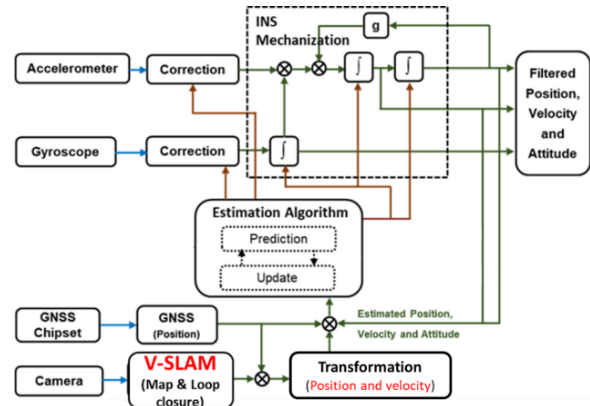 INS
Mechanization
g
Accelerometer
Correction
∫
∫
Filtered
Position,
Velocity
and
Attitude
Gyroscope
Correction
∫
Estimation Algorithm
Prediction
Update
GNSS
Chipset
GNSS
(Position)
Estimated Position,
Velocity and Attitude
Camera
V-SLAM
(Map & Loop
closure)
Transformation
(Position and velocity)